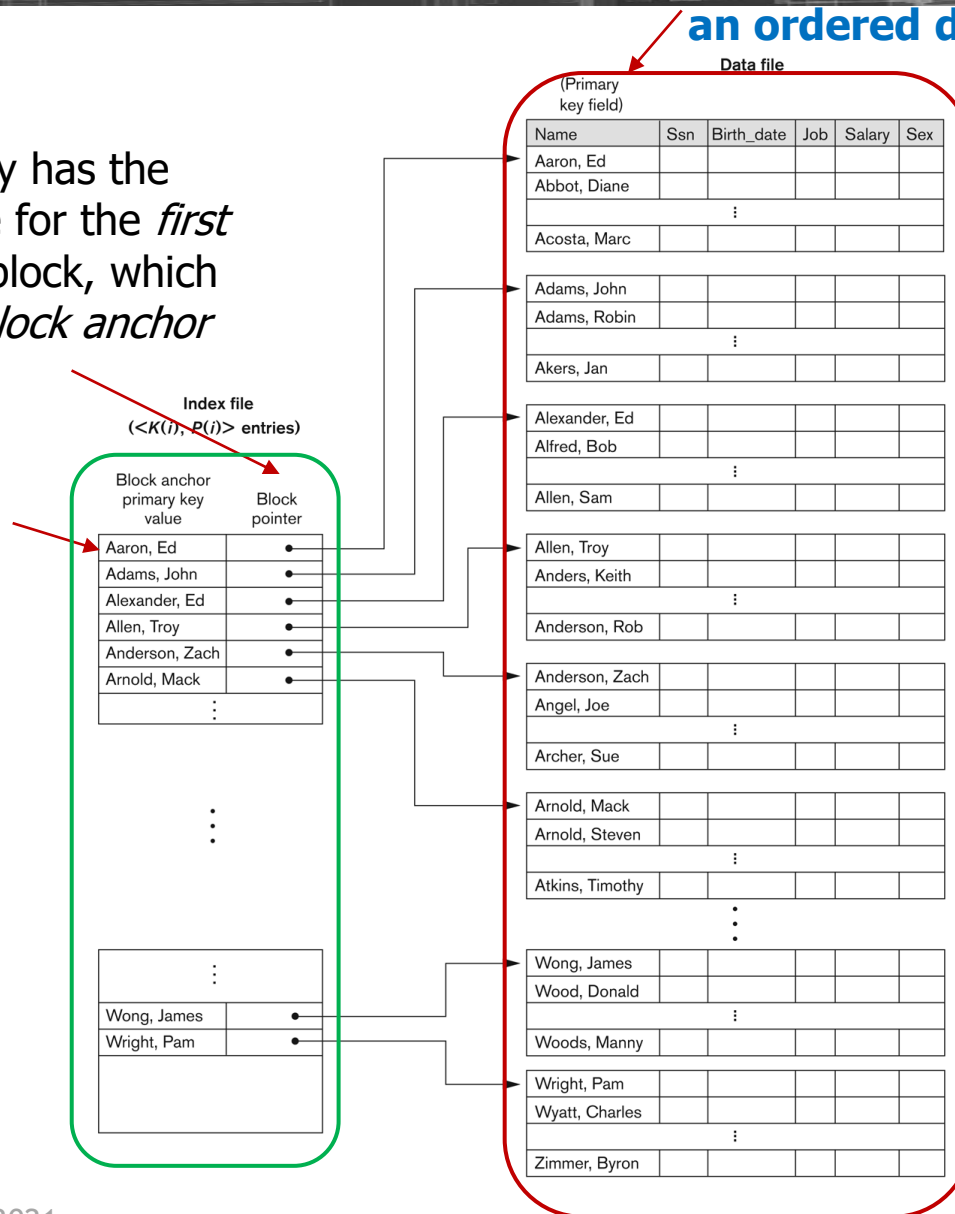 an ordered d
Data file
(Primary
key field)
Name Ssn Birth_date Job Salary Sex
Aaron, Ed
Abbot, Diane
Acosta, Marc
Adams, John
Adams, Robin
Akers, Jan
Alexander, Ed
Alfred, Bob
Allen, Sam
Allen, Troy
Anders, Keith
Anderson, Rob
Anderson, Zach
Angel, Joe
Archer, Sue
Arnold, Mack
Arnold, Steven
Atkins, Timothy
Wong, James
Wood, Donald
Woods, Manny
Wright, Pam
Wyatt, Charles
Zimmer, Byron
y has the
e for the first
block, which
lock anchor
Index file
(<K(i), P(i)> entries)
Block anchor
primary key
value
Block
pointer
Aaron, Ed
Adams, John
Alexander, Ed
Allen, Troy
Anderson, Zach
Arnold, Mack
Wong, James
Wright, Pam